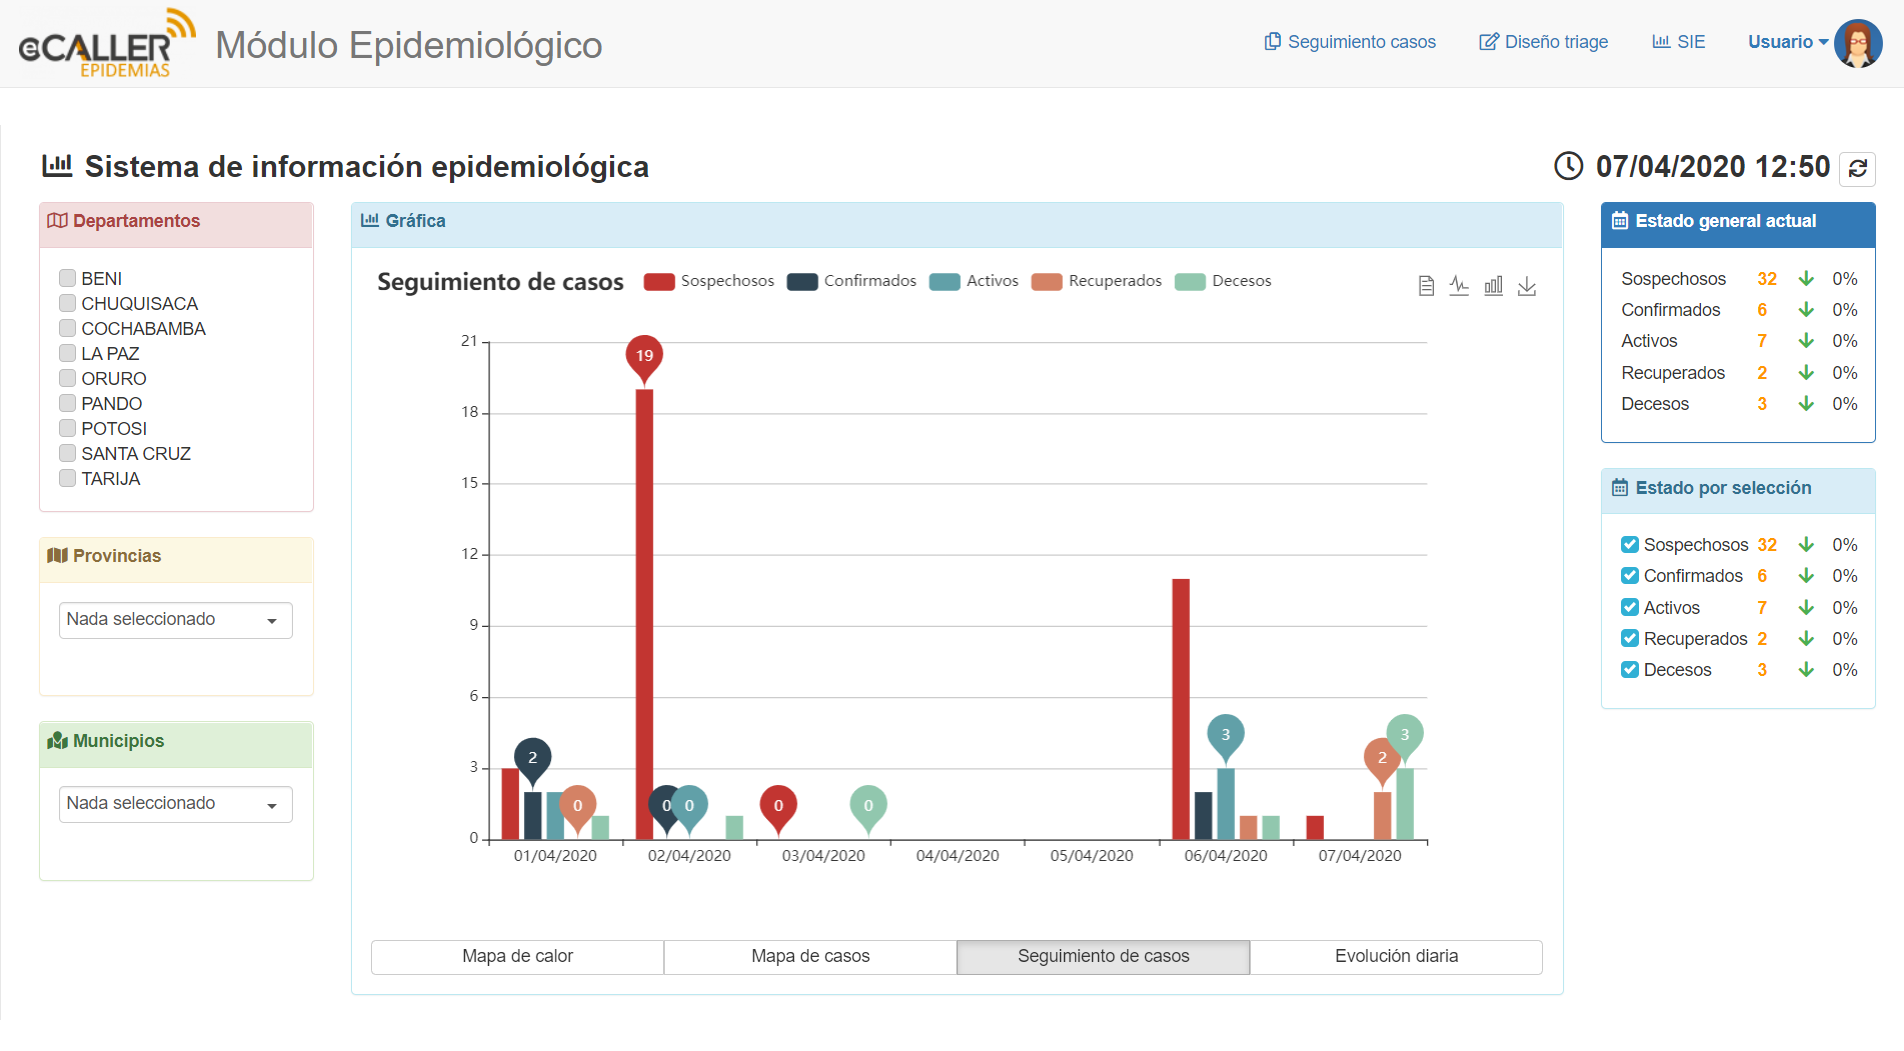 eCALLER
EPIDEMIAS
Módulo Epidemiológico
Seguimiento casos
Diseño triage
SIE
Usuario
Sistema de información epidemiológica
07/04/2020 12:50
Departamentos
BENI
CHUQUISACA
COCHABAMBA
LA PAZ
ORURO
PANDO
POTOSI
SANTA CRUZ
TARIJA
Provincias
Nada seleccionado
Municipios
Nada seleccionado
Gráfica
Seguimiento de casos
Sospechosos
Confirmados
Activos
Recuperados
Decesos
21
18
15
12
9
6
3
0
2
0
19
0
0
0
0
3
2
3
01/04/2020
02/04/2020
03/04/2020
04/04/2020
05/04/2020
06/04/2020
07/04/2020
Mapa de calor
Mapa de casos
Seguimiento de casos
Evolución diaria
Estado general actual
Sospechosos 32 0%
Confirmados 6 0%
Activos 7 0%
Recuperados 2 0%
Decesos 3 0%
Estado por selección
Sospechosos 32 0%
Confirmados 6 0%
Activos 7 0%
Recuperados 2 0%
Decesos 3 0%